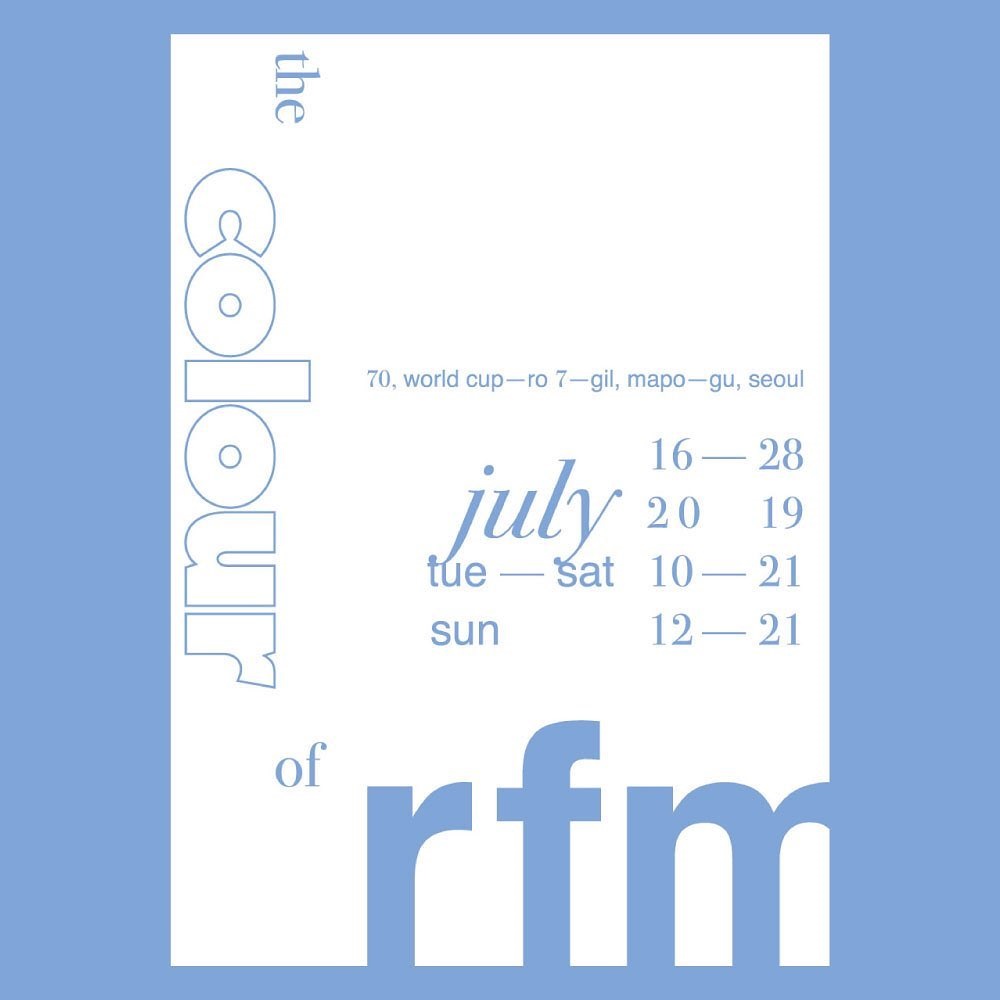 the
colour
of
rfm
70, world cup—ro 7—gil, mapo—gu, seoul
july
16 — 28
20 19
tue — sat 10 — 21
sun 12 — 21